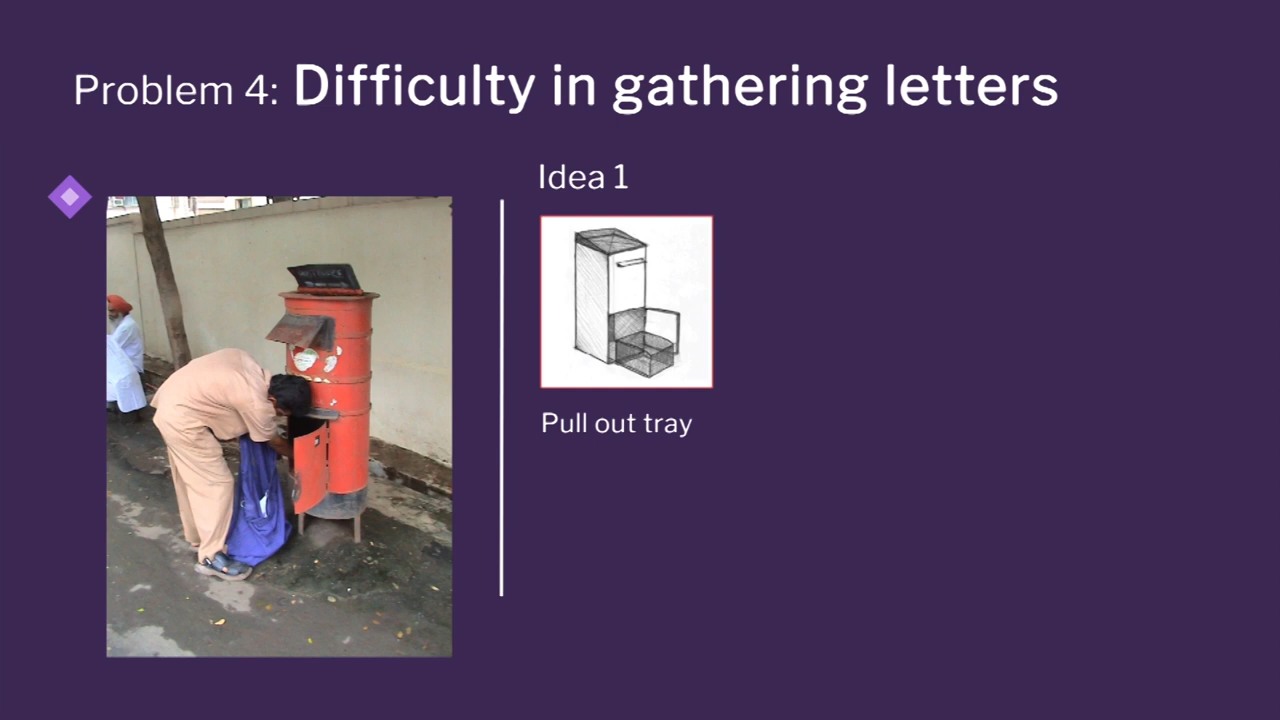 Problem 4: Difficulty in gathering letters
Idea 1
Pull out tray